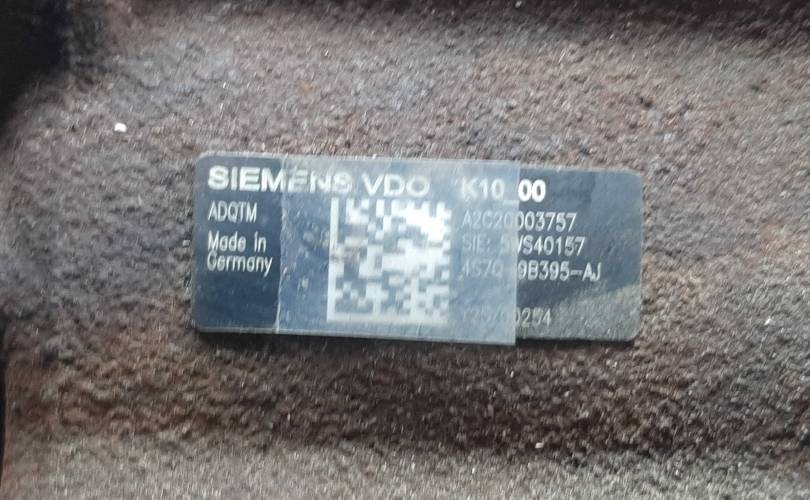 SIEMENS VDO K10_00
ADQTM
A2C20003757
Made in
SIE: 5WS40157
Germany
4S7Q-9B395-AJ